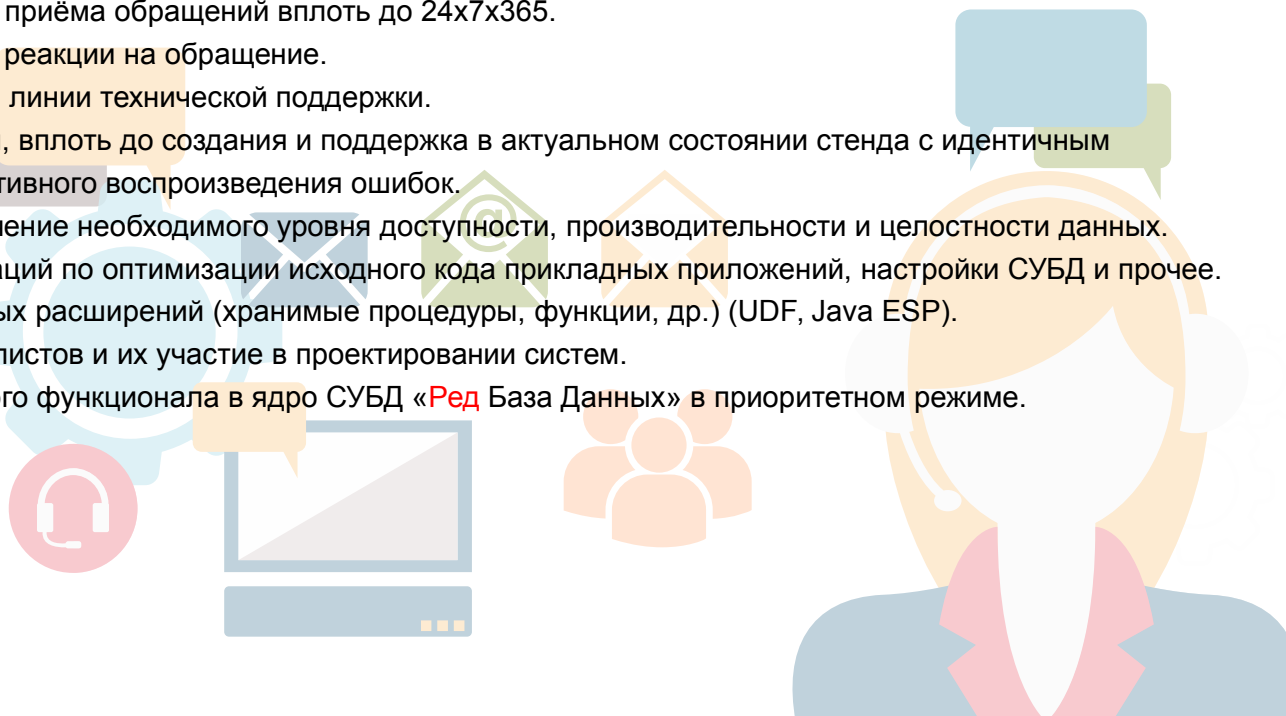 приёма обращений вплоть до 24x7x365.
реакции на обращение.
линии технической поддержки.
, вплоть до создания и поддержка в актуальном состоянии стенда с идентичным
тивного воспроизведения ошибок.
ение необходимого уровня доступности, производительности и целостности данных.
аций по оптимизации исходного кода прикладных приложений, настройки СУБД и прочее.
ых расширений (хранимые процедуры, функции, др.) (UDF, Java ESP).
листов и их участие в проектировании систем.
го функционала в ядро СУБД «Ред База Данных» в приоритетном режиме.
@